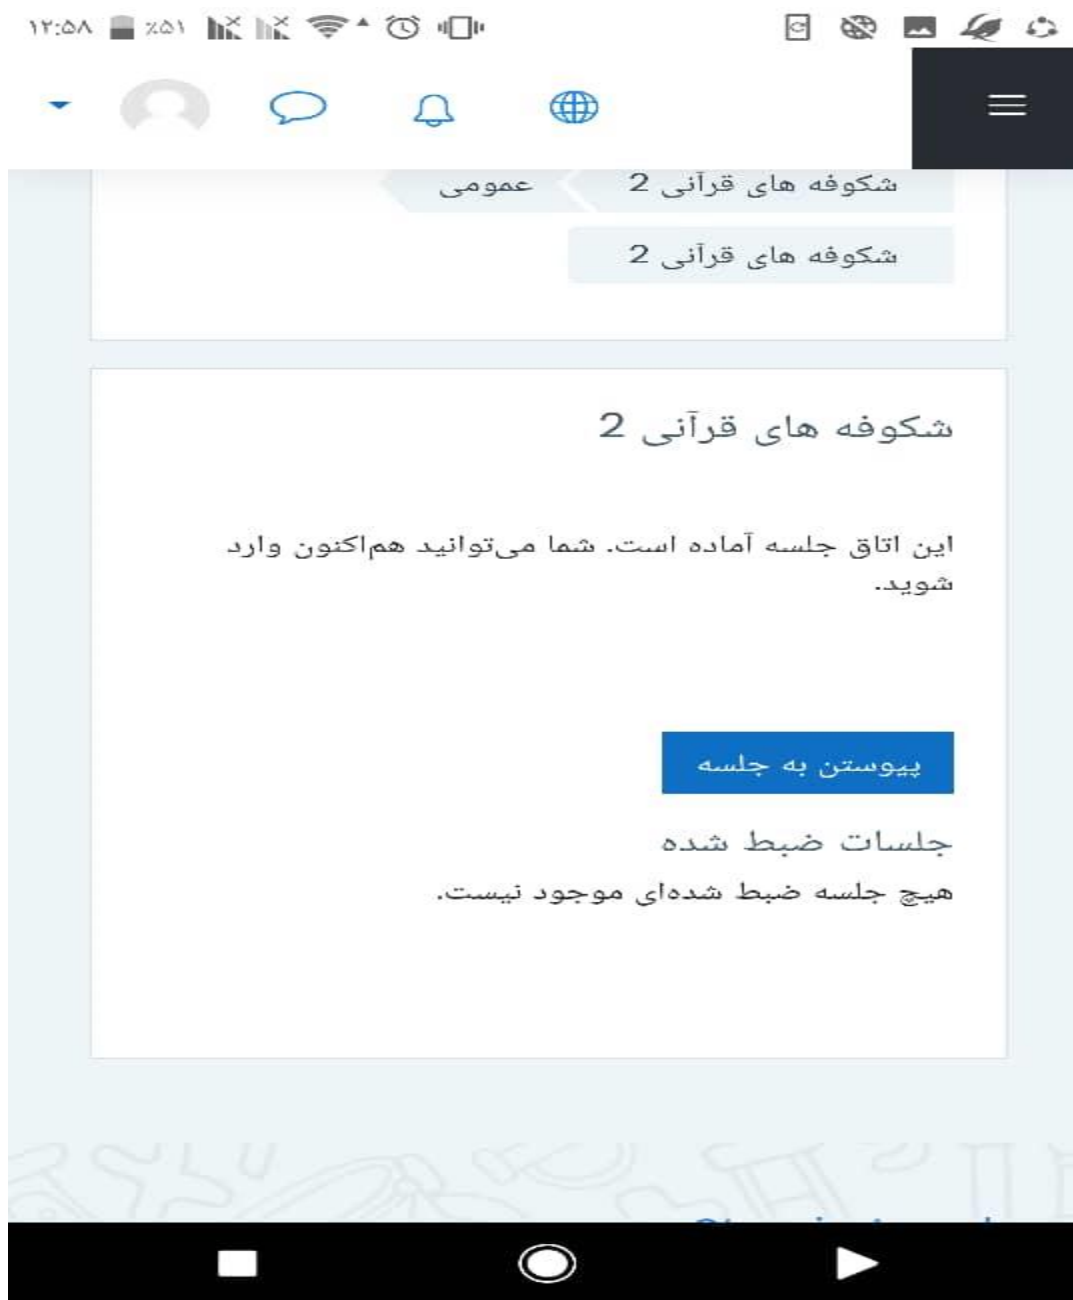 ۱۲:۵۸ ٪۵۱
شکوفه های قرآنی 2 عمومی
شکوفه های قرآنی 2
شکوفه های قرآنی 2
این اتاق جلسه آماده است. شما می‌توانید هم‌اکنون وارد
شوید.
پیوستن به جلسه
جلسات ضبط شده
هیچ جلسه ضبط شده‌ای موجود نیست.